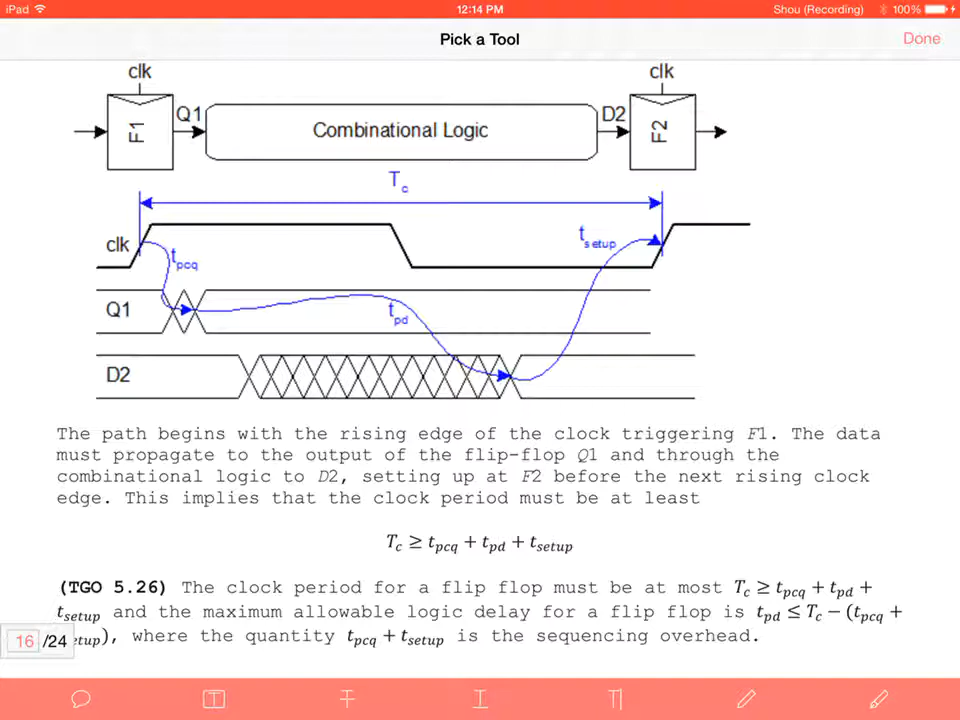 iPad 12:14 PM Shou (Recording) 100%
Pick a Tool Done
clk clk
F1 Q1 Combinational Logic D2 F2
Tc
clk tpcq tsetup
Q1 tpd
D2
The path begins with the rising edge of the clock triggering F1. The data
must propagate to the output of the flip-flop Q1 and through the
combinational logic to D2, setting up at F2 before the next rising clock
edge. This implies that the clock period must be at least
Tc ≥ tpcq + tpd + tsetup
(TGO 5.26) The clock period for a flip flop must be at most Tc ≥ tpcq + tpd +
tsetup and the maximum allowable logic delay for a flip flop is tpd ≤ Tc − (tpcq +
etup), where the quantity tpcq + tsetup is the sequencing overhead.
16 /24